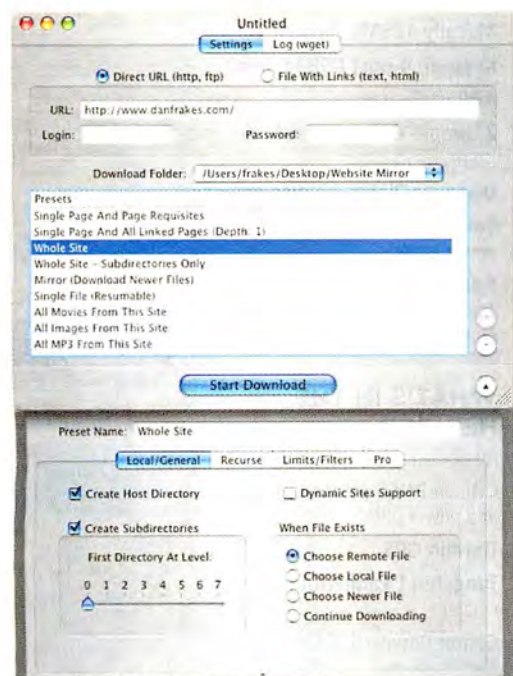 Untitled
Settings Log (wget)
Direct URL (http, ftp) File With Links (text, html)
URL: http://www.danfrakes.com/
Login: Password:
Download Folder: /Users/frakes/Desktop/Website Mirror
Presets
Single Page And Page Requisites
Single Page And All Linked Pages (Depth: 1)
Whole Site
Whole Site - Subdirectories Only
Mirror (Download Newer Files)
Single File (Resumable)
All Movies From This Site
All Images From This Site
All MP3 From This Site
Start Download
Preset Name: Whole Site
Local/General Recurse Limits/Filters Pro
Create Host Directory Dynamic Sites Support
Create Subdirectories When File Exists
First Directory At Level: Choose Remote File
0 1 2 3 4 5 6 7 Choose Local File
Choose Newer File
Continue Downloading